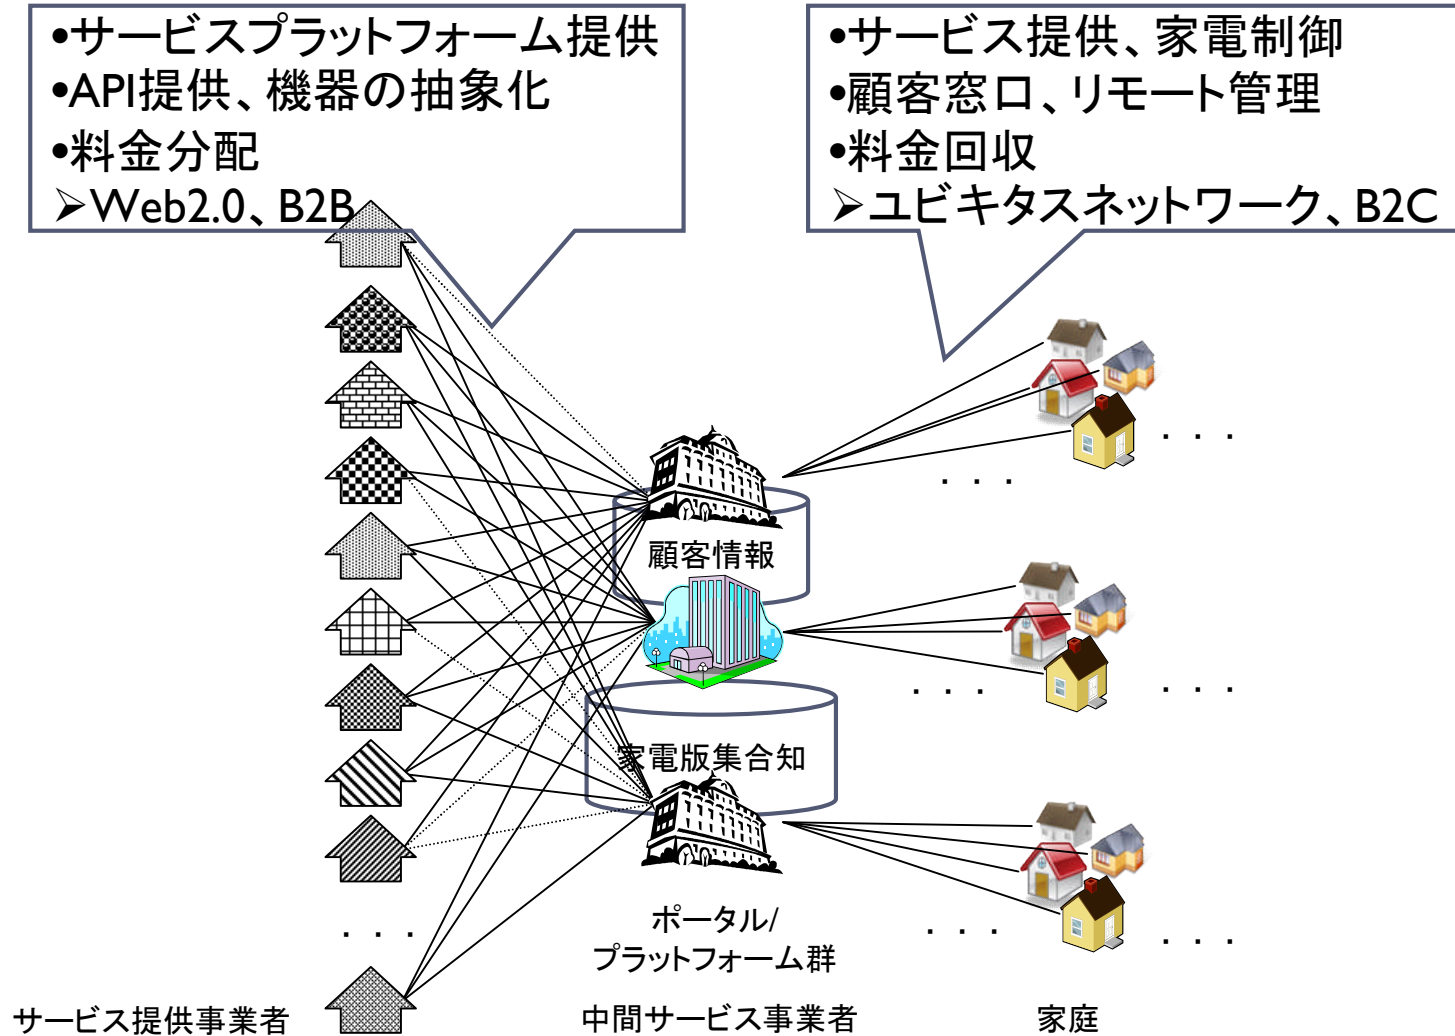 •サービスプラットフォーム提供
•API提供、機器の抽象化
•料金分配
➢Web2.0、B2B
•サービス提供、家電制御
•顧客窓口、リモート管理
•料金回収
➢ユビキタスネットワーク、B2C
. . .
. . .
顧客情報
. . .
. . .
家電版集合知
ポータル/
プラットフォーム群
. . .
. . .
. . .
サービス提供事業者
中間サービス事業者
家庭